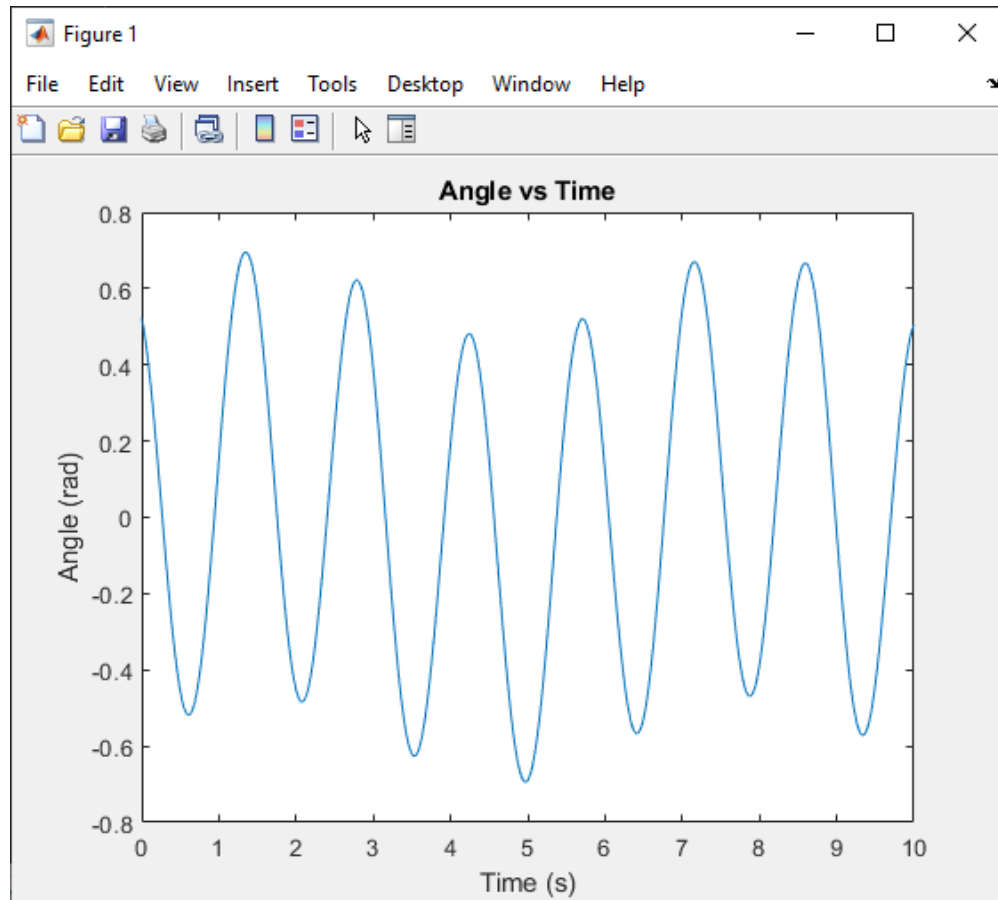 Figure 1
File Edit View Insert Tools Desktop Window Help
Angle vs Time
0.8
0.6
0.4
0.2
0
-0.2
-0.4
-0.6
-0.8
Angle (rad)
0 1 2 3 4 5 6 7 8 9 10
Time (s)